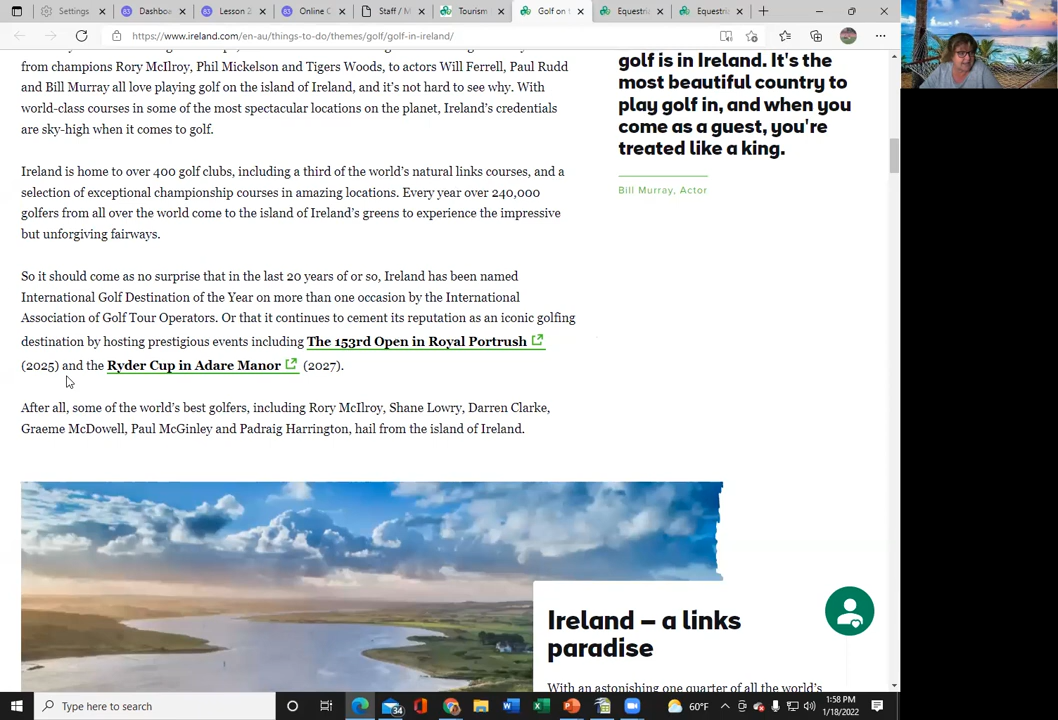 Settings
Dashboa
Lesson 2
Online C
Staff / M
Tourism
Golf on t
Equestri
Equestri
https://www.ireland.com/en-au/things-to-do/themes/golf/golf-in-ireland/
from champions Rory McIlroy, Phil Mickelson and Tigers Woods, to actors Will Ferrell, Paul Rudd
and Bill Murray all love playing golf on the island of Ireland, and it's not hard to see why. With
world-class courses in some of the most spectacular locations on the planet, Ireland's credentials
are sky-high when it comes to golf.
Ireland is home to over 400 golf clubs, including a third of the world's natural links courses, and a
selection of exceptional championship courses in amazing locations. Every year over 240,000
golfers from all over the world come to the island of Ireland's greens to experience the impressive
but unforgiving fairways.
So it should come as no surprise that in the last 20 years of or so, Ireland has been named
International Golf Destination of the Year on more than one occasion by the International
Association of Golf Tour Operators. Or that it continues to cement its reputation as an iconic golfing
destination by hosting prestigious events including The 153rd Open in Royal Portrush
(2025) and the Ryder Cup in Adare Manor (2027).
After all, some of the world's best golfers, including Rory McIlroy, Shane Lowry, Darren Clarke,
Graeme McDowell, Paul McGinley and Padraig Harrington, hail from the island of Ireland.
golf is in Ireland. It's the
most beautiful country to
play golf in, and when you
come as a guest, you're
treated like a king.
Bill Murray, Actor
Ireland – a links
paradise
With an astonishing one quarter of all the world's
Type here to search
34
60°F
1:58 PM
1/18/2022